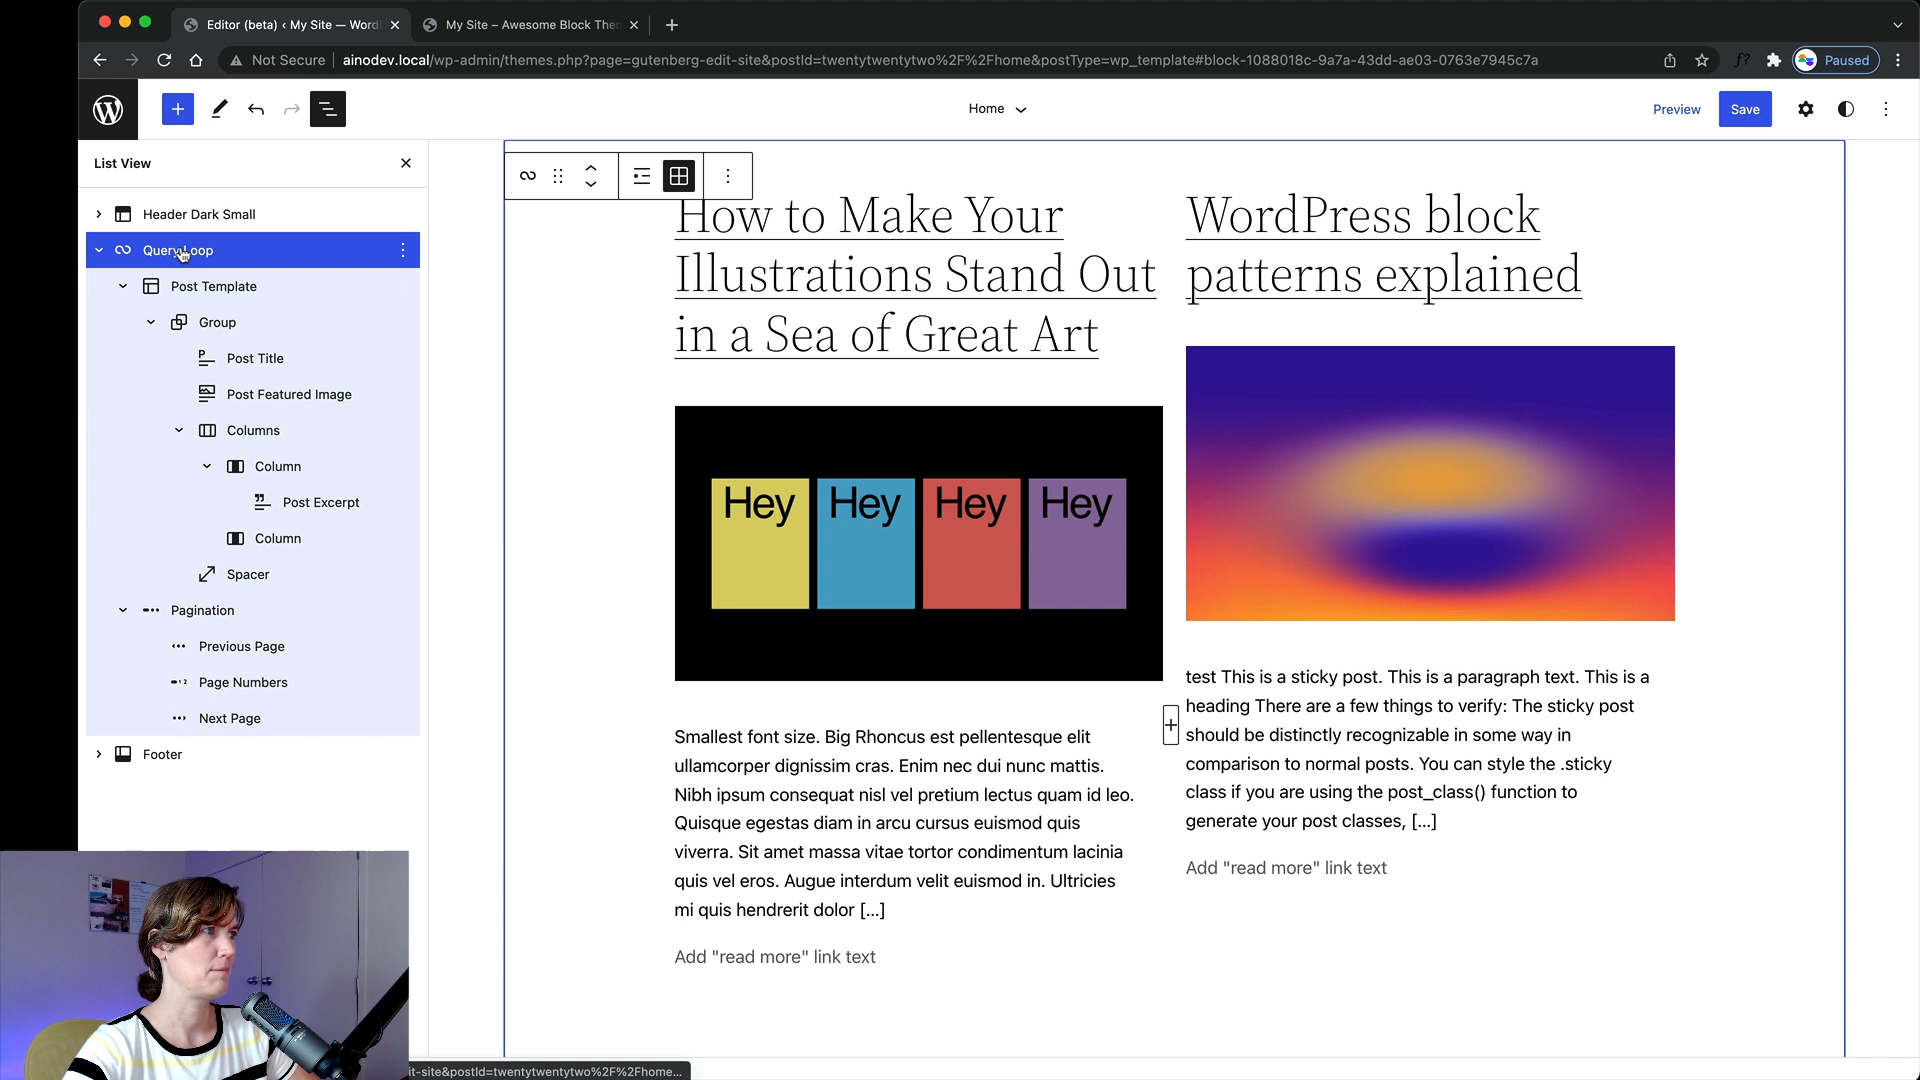 Editor (beta) ‹ My Site — Word
My Site – Awesome Block Ther
Not Secure
ainodev.local/wp-admin/themes.php?page=gutenberg-edit-site&postId=twentytwentytwo%2F%2Fhome&postType=wp_template#block-1088018c-9a7a-43dd-ae03-0763e7945c7a
f?
Paused
Home
Preview
Save
List View
Header Dark Small
Query Loop
Post Template
Group
Post Title
Post Featured Image
Columns
Column
Post Excerpt
Column
Spacer
Pagination
Previous Page
Page Numbers
Next Page
Footer
How to Make Your
Illustrations Stand Out
in a Sea of Great Art
Hey Hey Hey Hey
Smallest font size. Big Rhoncus est pellentesque elit
ullamcorper dignissim cras. Enim nec dui nunc mattis.
Nibh ipsum consequat nisl vel pretium lectus quam id leo.
Quisque egestas diam in arcu cursus euismod quis
viverra. Sit amet massa vitae tortor condimentum lacinia
quis vel eros. Augue interdum velit euismod in. Ultricies
mi quis hendrerit dolor […]
Add "read more" link text
WordPress block
patterns explained
test This is a sticky post. This is a paragraph text. This is a
heading There are a few things to verify: The sticky post
should be distinctly recognizable in some way in
comparison to normal posts. You can style the .sticky
class if you are using the post_class() function to
generate your post classes, […]
Add "read more" link text
it-site&postId=twentytwentytwo%2F%2Fhome...